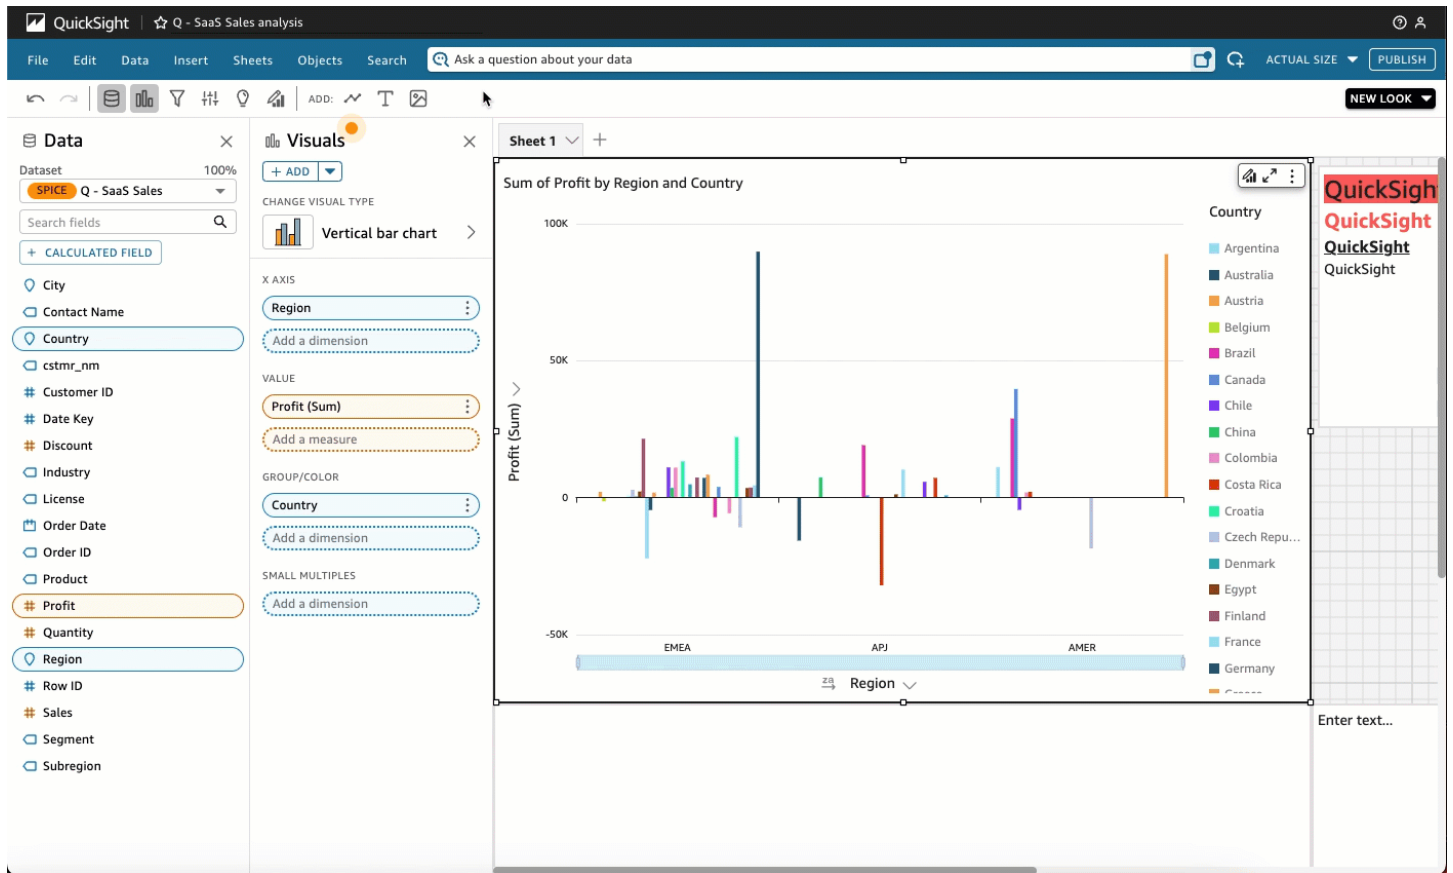 QuickSight
Q - SaaS Sales analysis
File
Edit
Data
Insert
Sheets
Objects
Search
Ask a question about your data
ACTUAL SIZE
PUBLISH
ADD:
NEW LOOK
Data
Dataset
100%
SPICE Q - SaaS Sales
Search fields
+ CALCULATED FIELD
City
Contact Name
Country
cstmr_nm
Customer ID
Date Key
Discount
Industry
License
Order Date
Order ID
Product
Profit
Quantity
Region
Row ID
Sales
Segment
Subregion
Visuals
+ ADD
CHANGE VISUAL TYPE
Vertical bar chart
X AXIS
Region
Add a dimension
VALUE
Profit (Sum)
Add a measure
GROUP/COLOR
Country
Add a dimension
SMALL MULTIPLES
Add a dimension
Sheet 1
Sum of Profit by Region and Country
100K
50K
0
-50K
Profit (Sum)
EMEA
APJ
AMER
Region
Country
Argentina
Australia
Austria
Belgium
Brazil
Canada
Chile
China
Colombia
Costa Rica
Croatia
Czech Repu...
Denmark
Egypt
Finland
France
Germany
QuickSigh
QuickSight
QuickSight
QuickSight
Enter text...